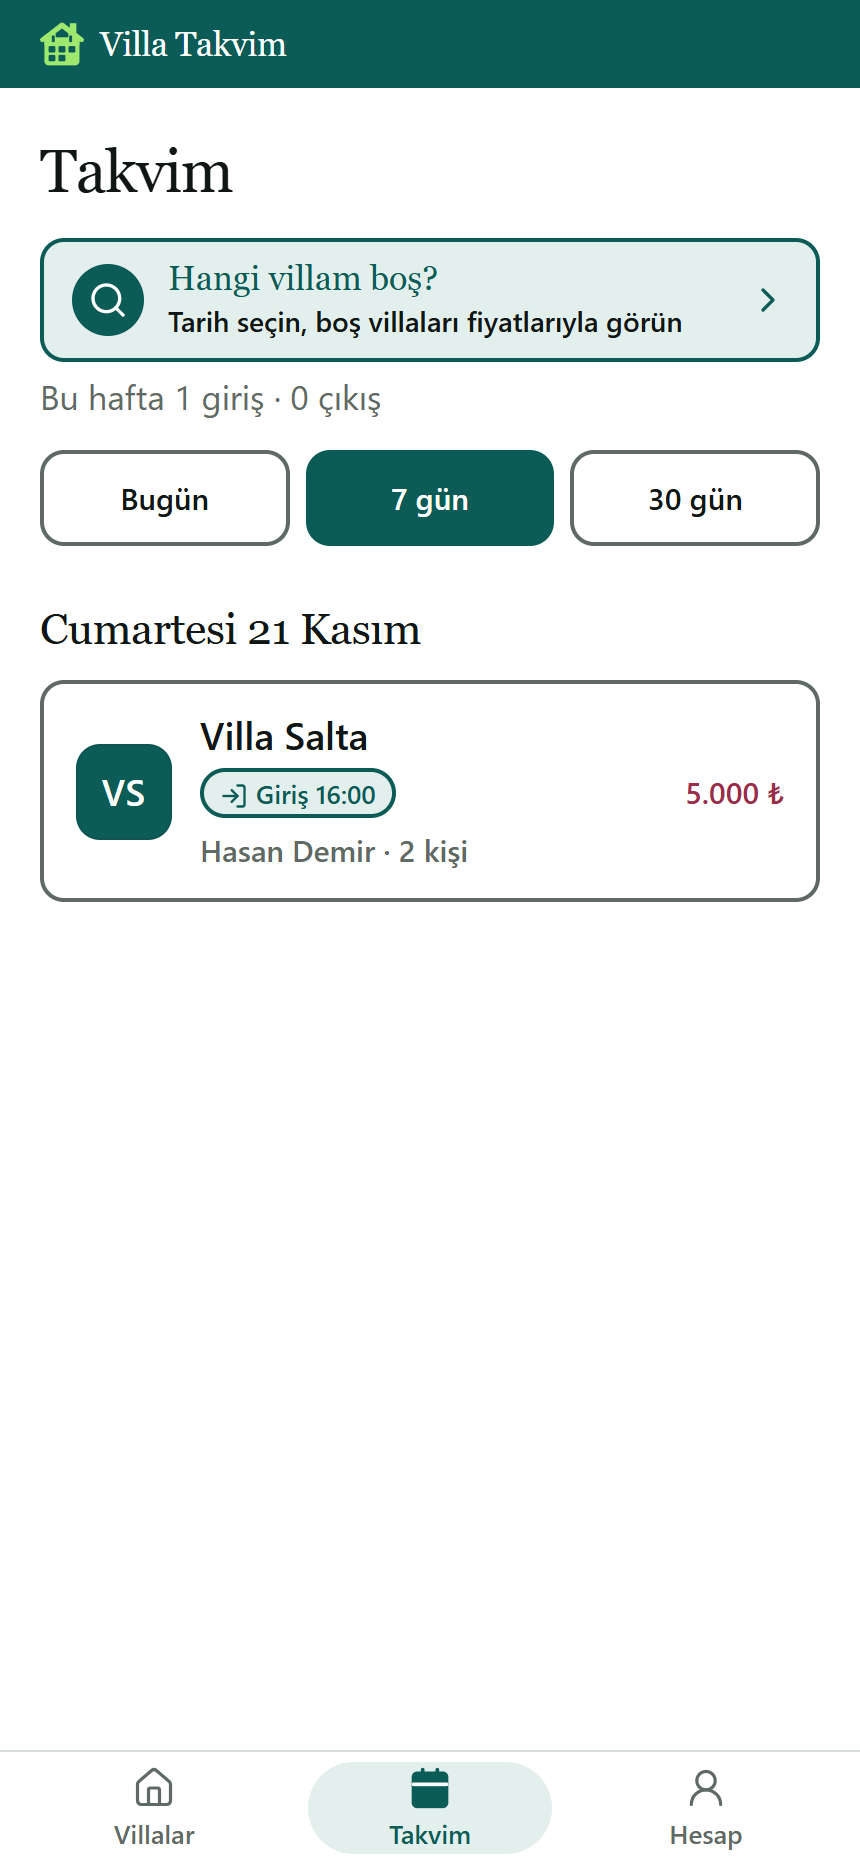 Villa Takvim
Takvim
Hangi villam boş?
Tarih seçin, boş villaları fiyatlarıyla görün
Bu hafta 1 giriş · 0 çıkış
Bugün
7 gün
30 gün
Cumartesi 21 Kasım
VS
Villa Salta
Giriş 16:00
Hasan Demir · 2 kişi
5.000 ₺
Villalar
Takvim
Hesap